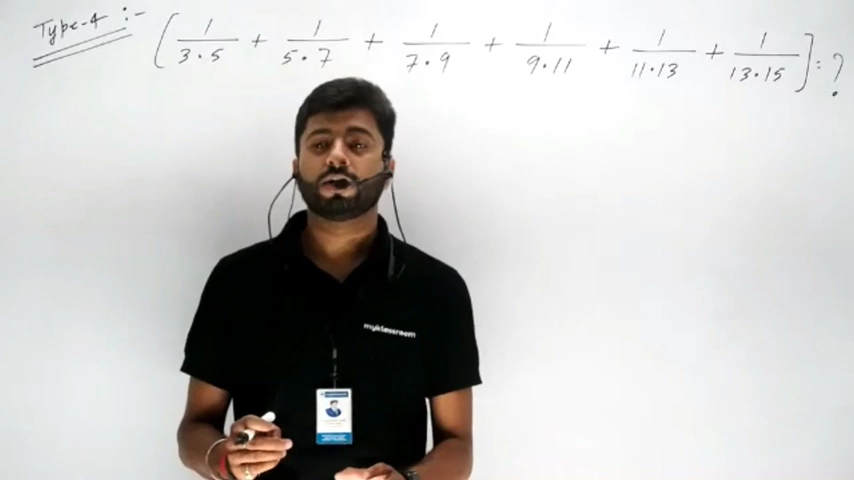 Type-4 :- (1/3·5 + 1/5·7 + 1/7·9 + 1/9·11 + 1/11·13 + 1/13·15] = ?
myklassroom